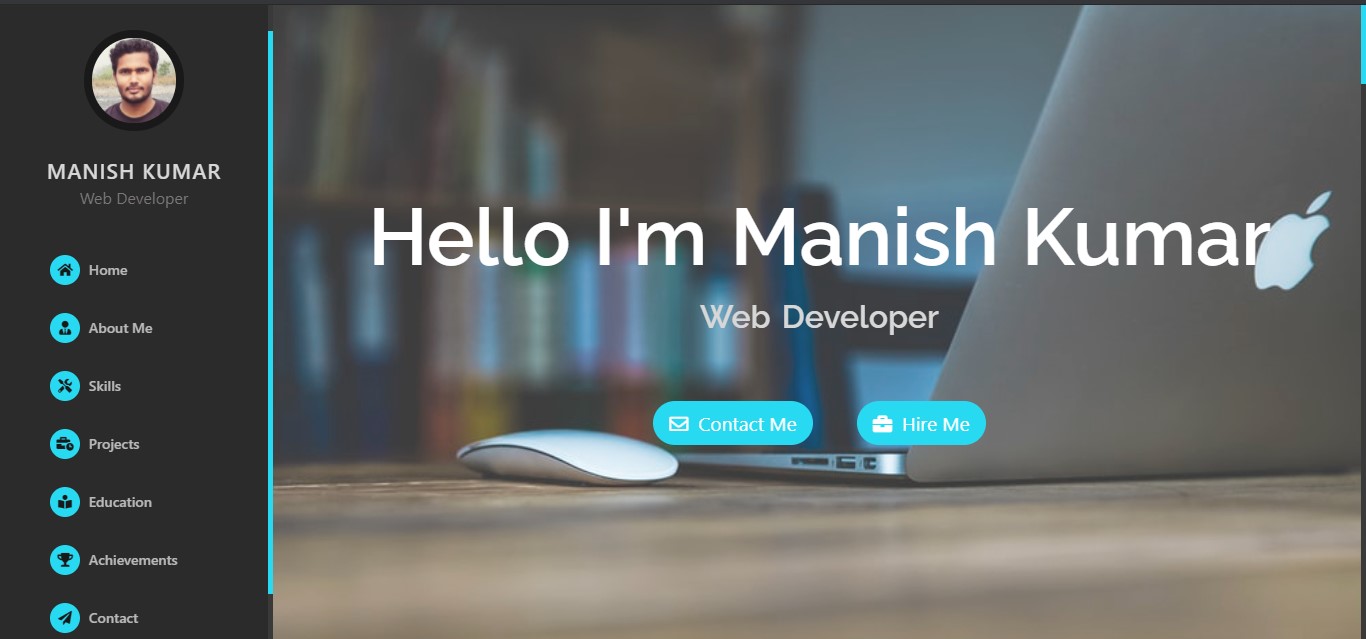 MANISH KUMAR
Web Developer
Home
About Me
Skills
Projects
Education
Achievements
Contact
Hello I'm Manish Kumar
Web Developer
Contact Me
Hire Me